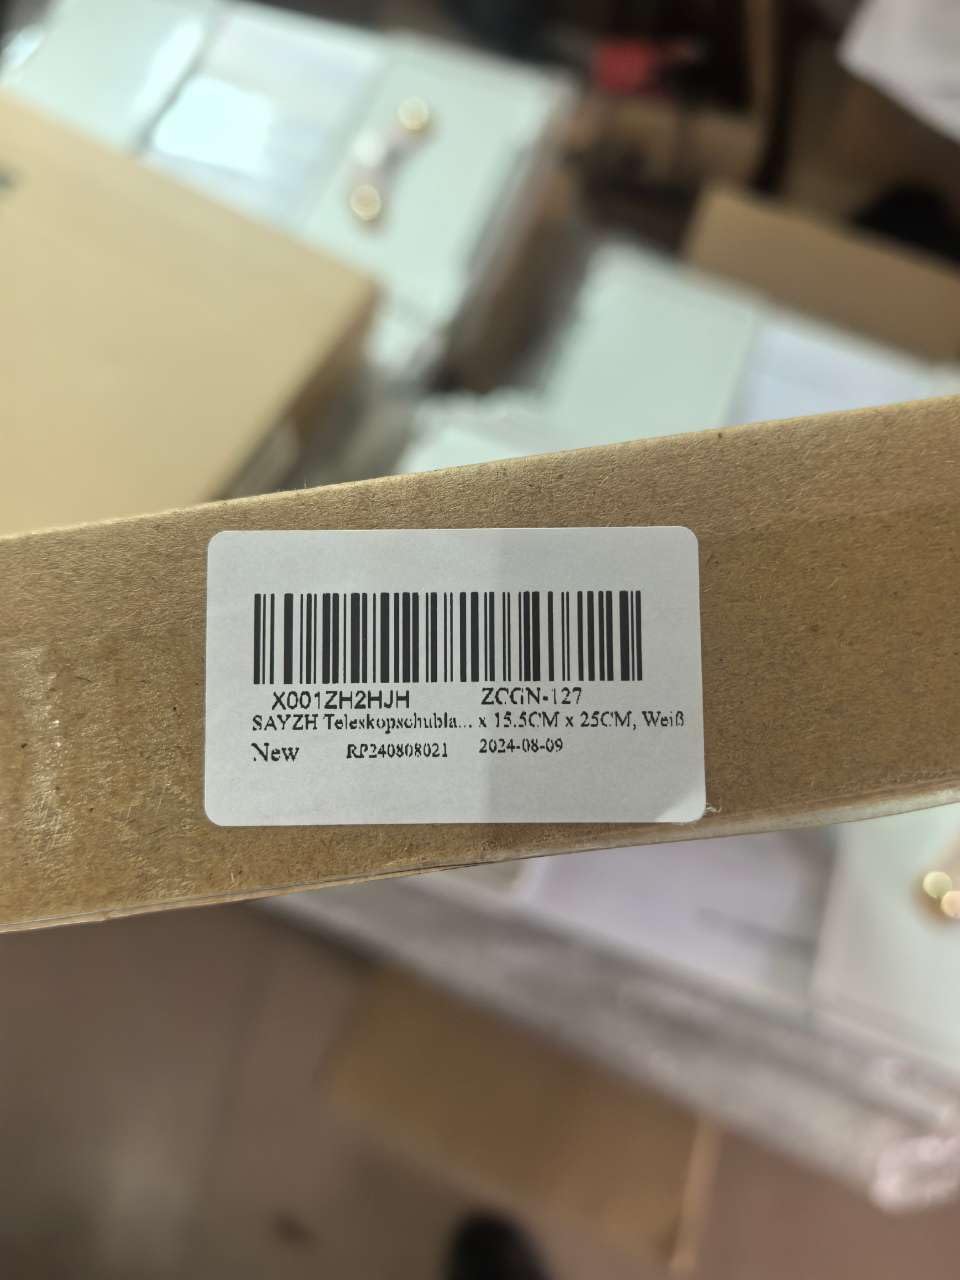 X001ZH2HJH ZCGN-127
SAYZH Teleskopschubla... x 15.5CM x 25CM, Weiß
New RP240808021 2024-08-09